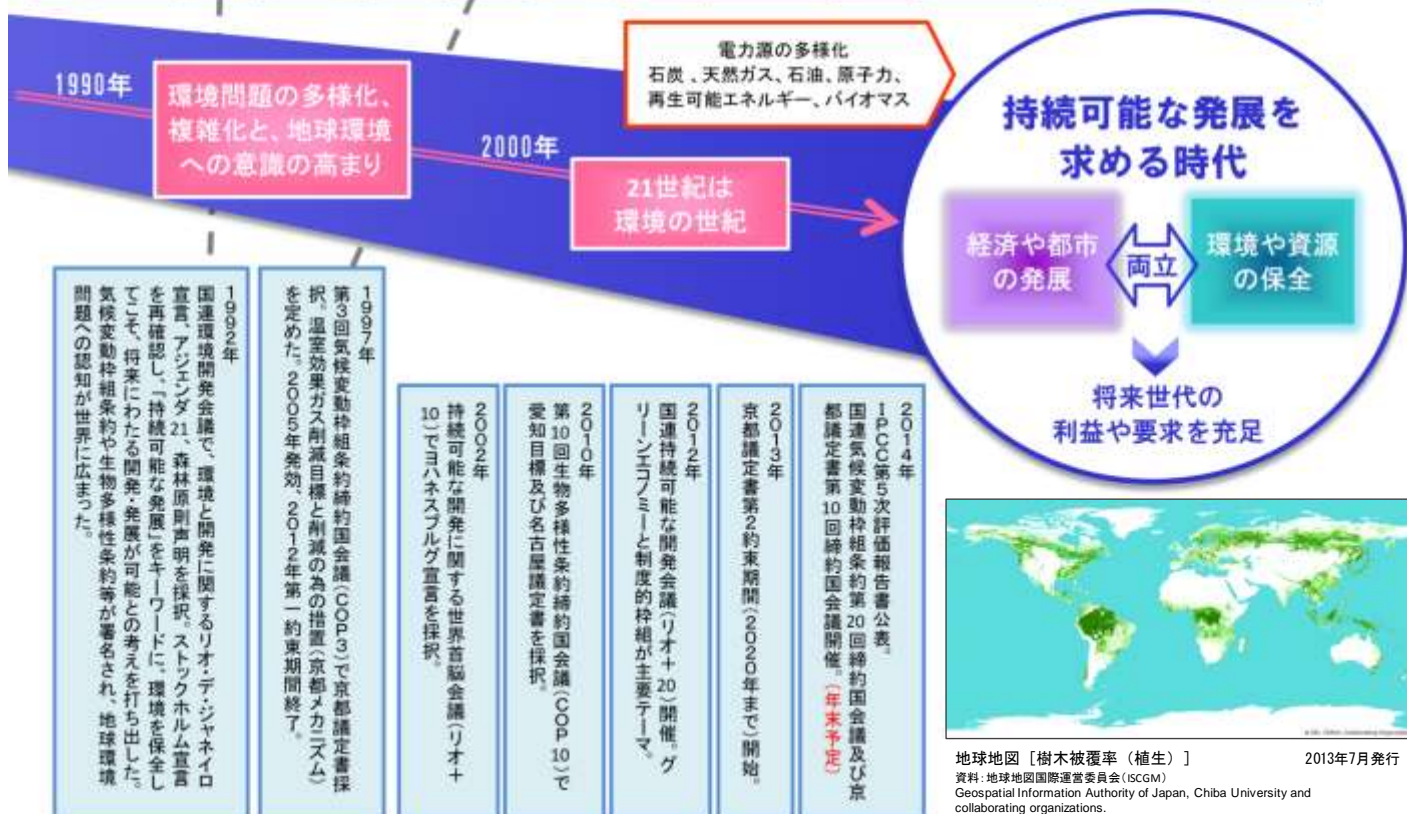 1990年
環境問題の多様化、
複雑化と、地球環境
への意識の高まり
2000年
21世紀は
環境の世紀
電力源の多様化
石炭、天然ガス、石油、原子力、
再生可能エネルギー、バイオマス
持続可能な発展を
求める時代
経済や都市
の発展
両立
環境や資源
の保全
将来世代の
利益や要求を充足
1992年
国連環境開発会議で、環境と開発に関するリオ・デ・ジャネイロ
宣言、アジェンダ21、森林原則声明を採択。ストックホルム宣言
を再確認し、「持続可能な発展」をキーワードに、環境を保全し
てこそ、将来にわたる開発・発展が可能との考えを打ち出した。
気候変動枠組条約や生物多様性条約等が署名され、地球環境
問題への認知が世界に広まった。
1997年
第3回気候変動枠組条約締約国会議(COP3)で京都議定書採
択。温室効果ガス削減目標と削減の為の措置(京都メカニズム)
を定めた。2005年発効、2012年第一約束期間終了。
2002年
持続可能な開発に関する世界首脳会議(リオ+
10)でヨハネスブルグ宣言を採択。
2010年
第10回生物多様性条約締約国会議(COP10)で
愛知目標及び名古屋議定書を採択。
2012年
国連持続可能な開発会議(リオ+20)開催。グ
リーンエコノミーと制度的枠組が主要テーマ。
2013年
京都議定書第2約束期間(2020年まで)開始。
2014年
IPCC第5次評価報告書公表。
国連気候変動枠組条約第20回締約国会議及び京
都議定書第10回締約国会議開催。(年末予定)
地球地図［樹木被覆率（植生）］ 2013年7月発行
資料：地球地図国際運営委員会(ISCGM)
Geospatial Information Authority of Japan, Chiba University and
collaborating organizations.